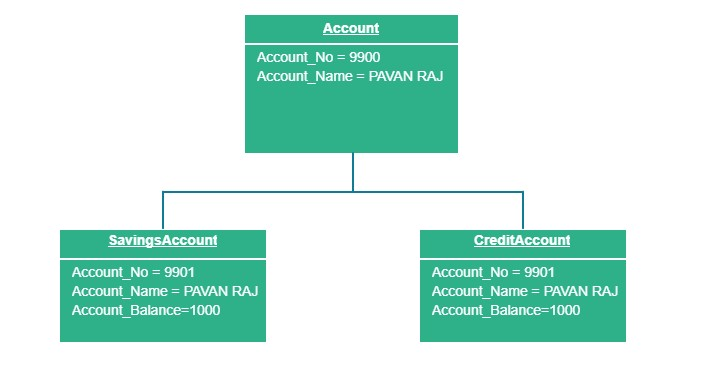 Account
Account_No = 9900
Account_Name = PAVAN RAJ
SavingsAccount
Account_No = 9901
Account_Name = PAVAN RAJ
Account_Balance=1000
CreditAccount
Account_No = 9901
Account_Name = PAVAN RAJ
Account_Balance=1000